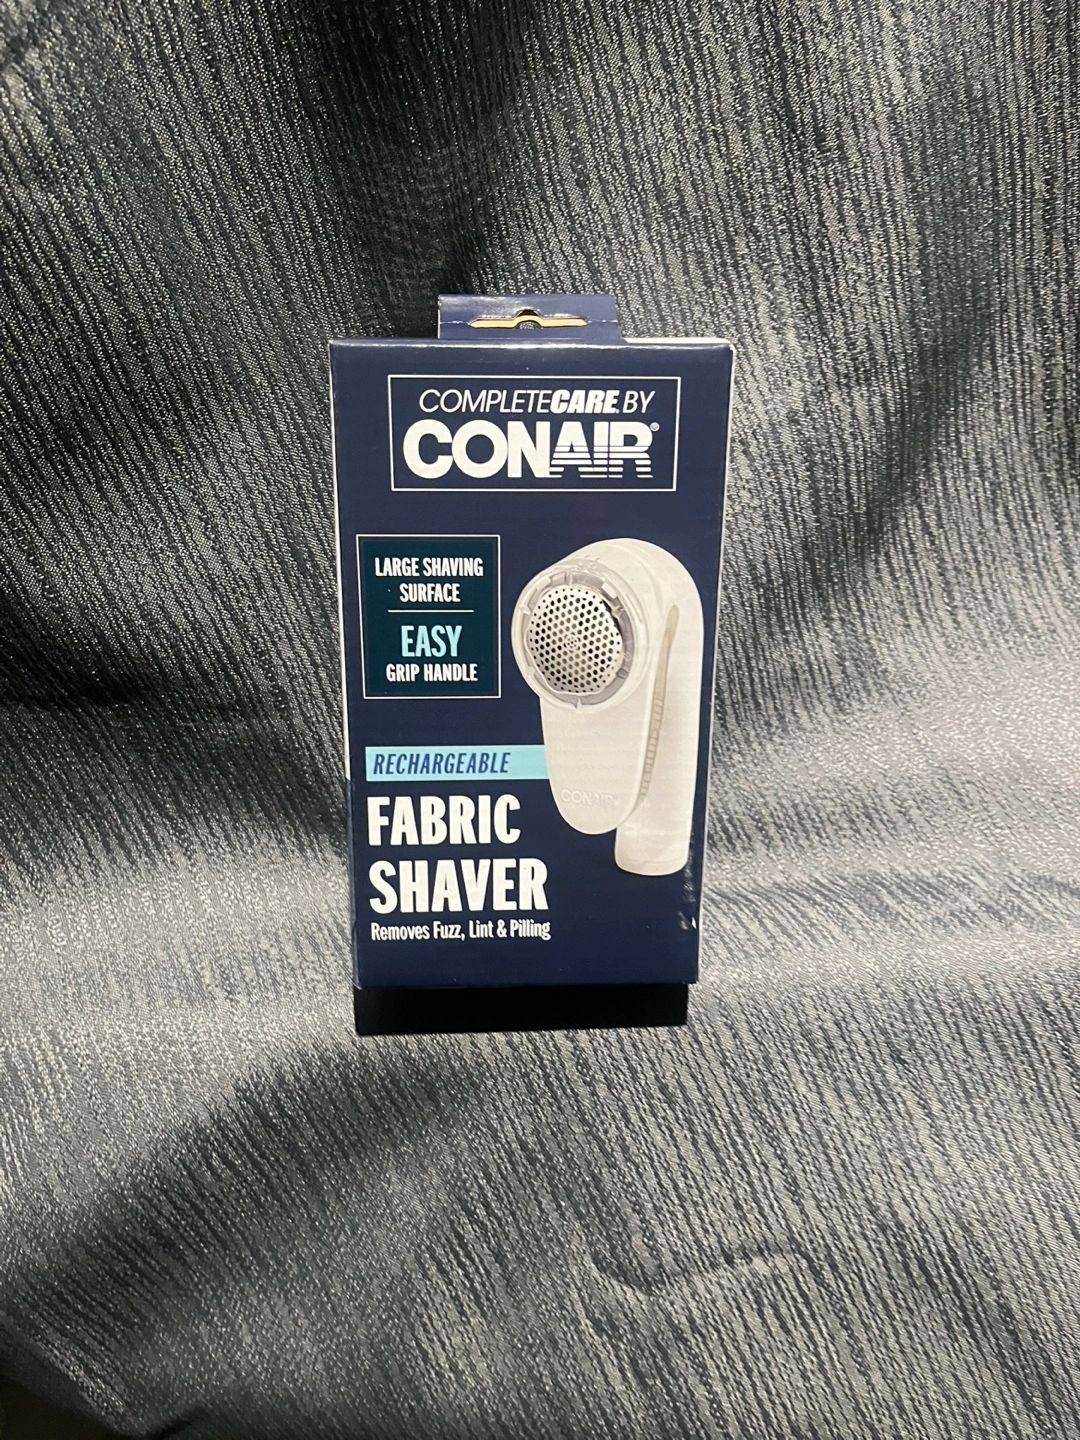 COMPLETECARE® BY
CONAIR®
LARGE SHAVING
SURFACE
EASY
GRIP HANDLE
CONAIR
RECHARGEABLE
FABRIC
SHAVER
Removes Fuzz, Lint & Pilling